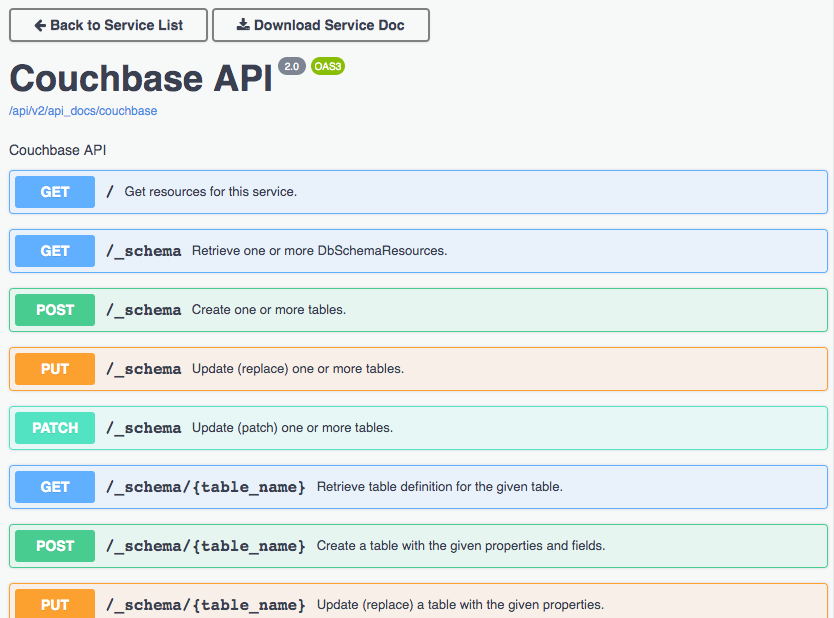 Back to Service List Download Service Doc
Couchbase API 2.0 OAS3
/api/v2/api_docs/couchbase
Couchbase API
GET / Get resources for this service.
GET /_schema Retrieve one or more DbSchemaResources.
POST /_schema Create one or more tables.
PUT /_schema Update (replace) one or more tables.
PATCH /_schema Update (patch) one or more tables.
GET /_schema/{table_name} Retrieve table definition for the given table.
POST /_schema/{table_name} Create a table with the given properties and fields.
PUT /_schema/{table_name} Update (replace) a table with the given properties.